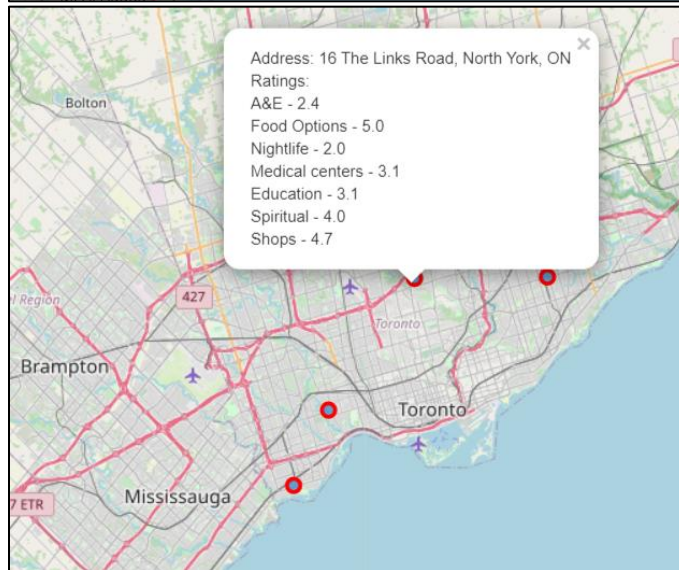 ×
Address: 16 The Links Road, North York, ON
Ratings:
A&E - 2.4
Food Options - 5.0
Nightlife - 2.0
Medical centers - 3.1
Education - 3.1
Spiritual - 4.0
Shops - 4.7
Bolton
427
Region
Toronto
Brampton
Toronto
Mississauga
7 ETR